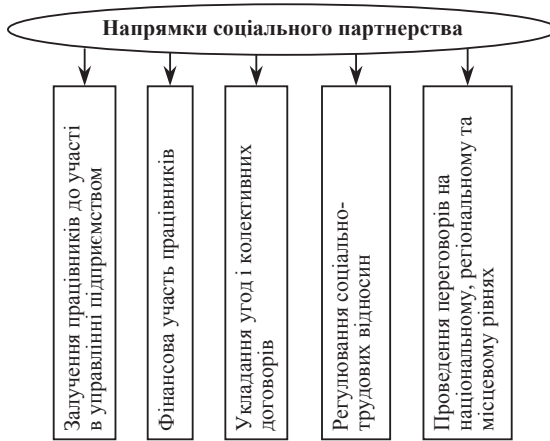 Напрямки соціального партнерства
Залучення працівників до участі
в управлінні підприємством
Фінансова участь працівників
Укладання угод і колективних
договорів
Регулювання соціально-
трудових відносин
Проведення переговорів на
національному, регіональному та
місцевому рівнях